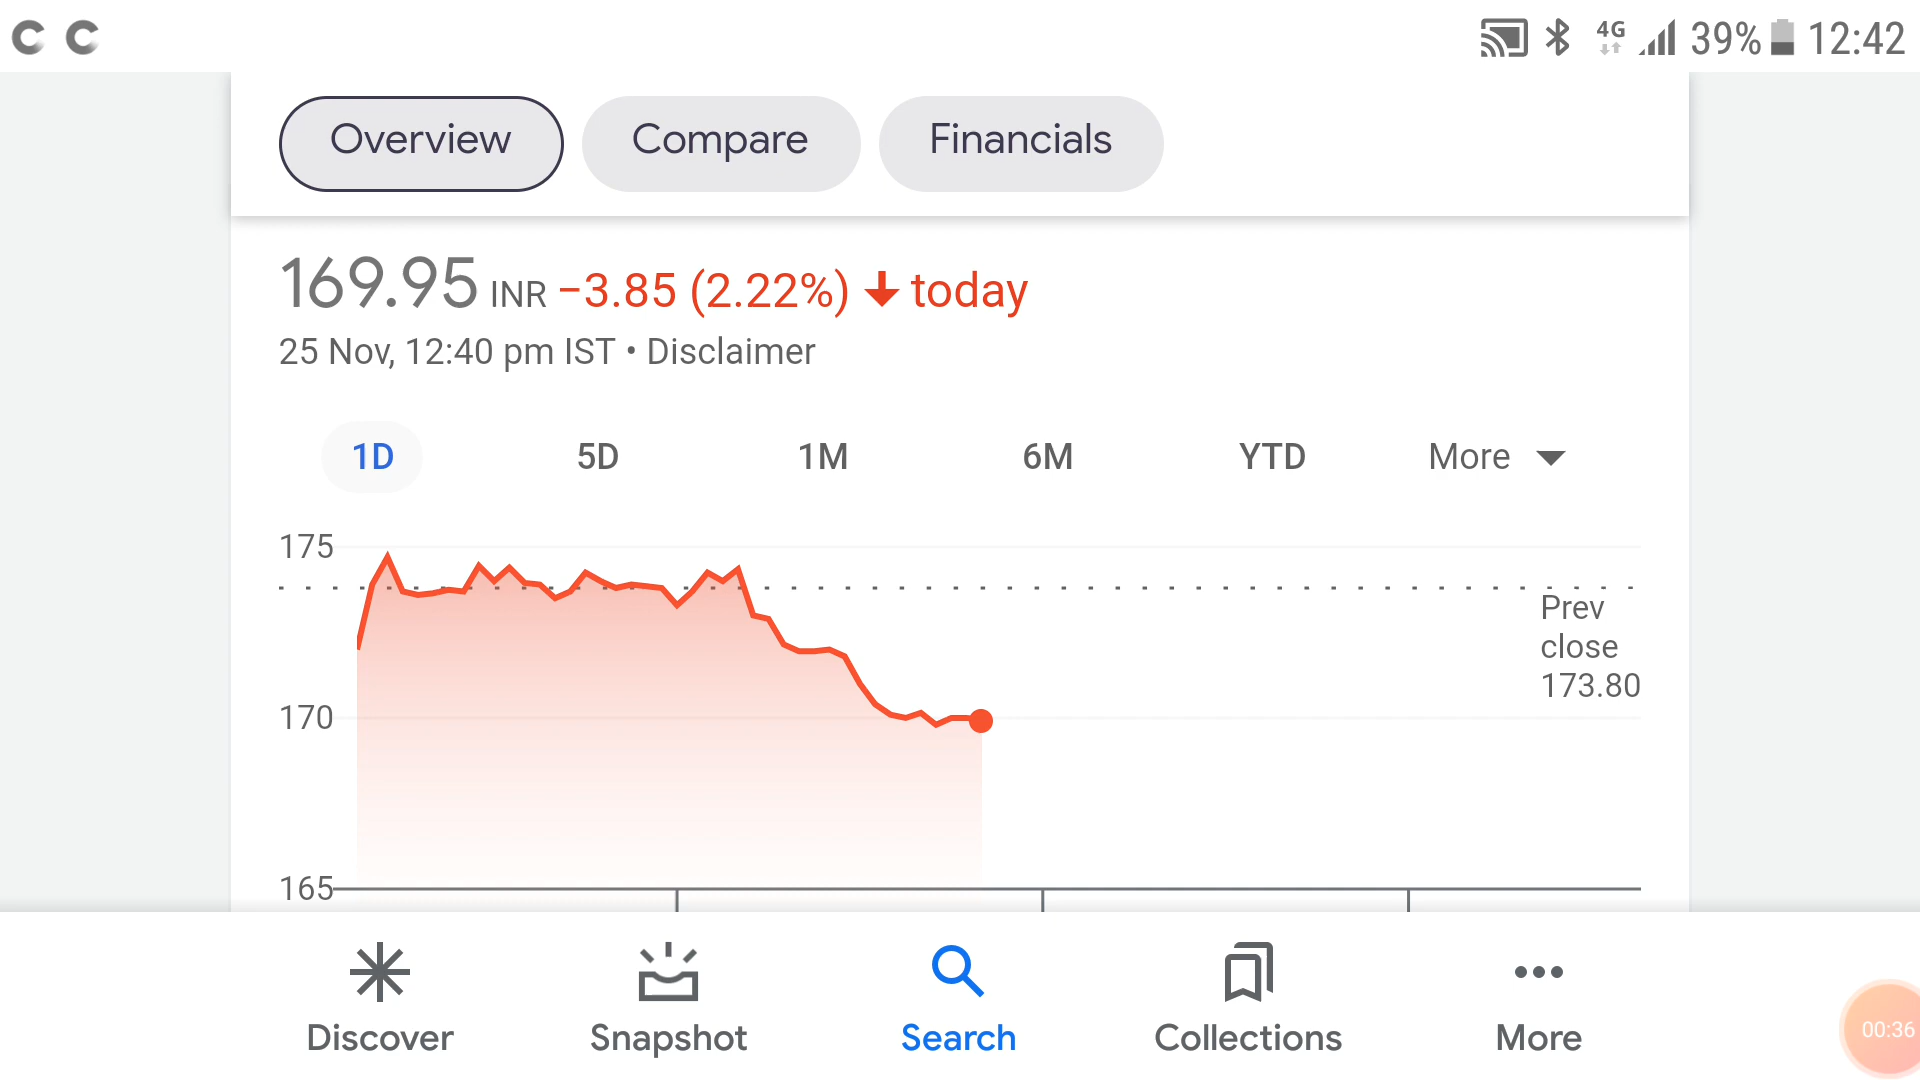 4G 39% 12:42
Overview Compare Financials
169.95 INR −3.85 (2.22%) ↓ today
25 Nov, 12:40 pm IST • Disclaimer
1D 5D 1M 6M YTD More
175
Prev
close
173.80
170
165
Discover Snapshot Search Collections More
00:36